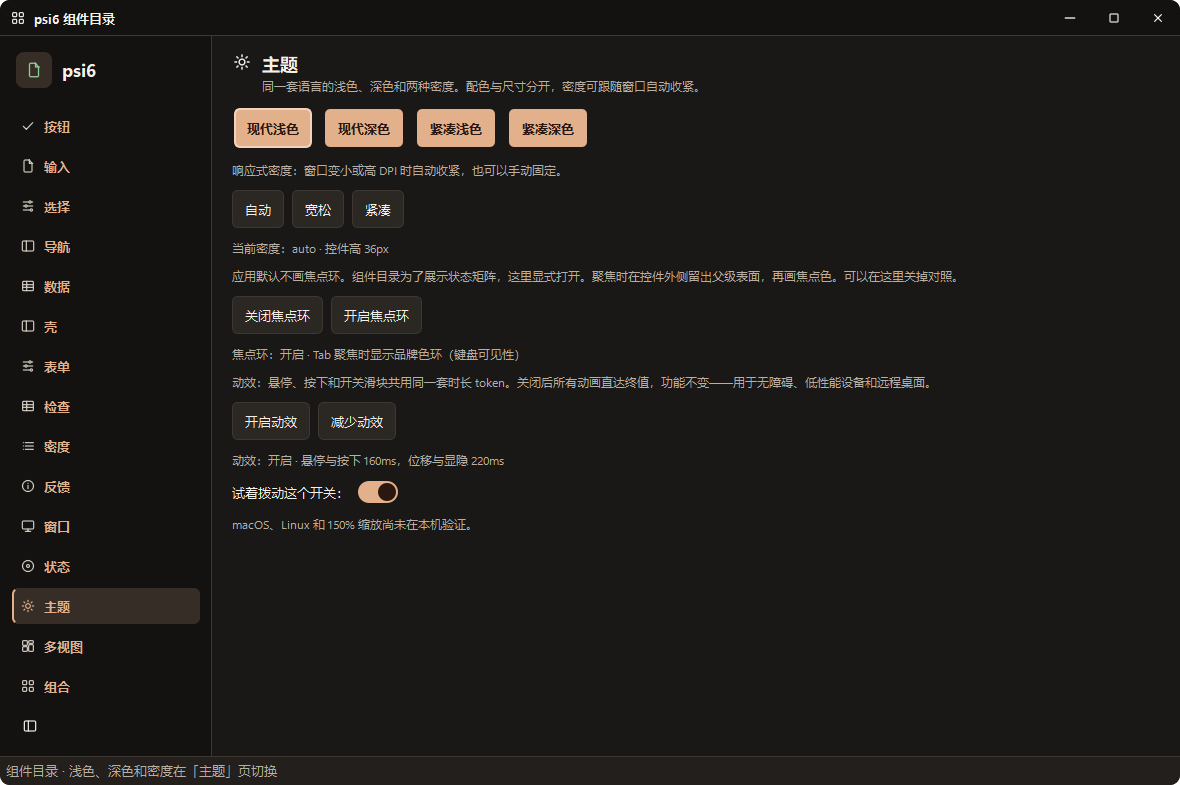 psi6 组件目录
psi6
按钮
输入
选择
导航
数据
壳
表单
检查
密度
反馈
窗口
状态
主题
多视图
组合
主题
同一套语言的浅色、深色和两种密度。配色与尺寸分开，密度可跟随窗口自动收紧。
现代浅色 现代深色 紧凑浅色 紧凑深色
响应式密度：窗口变小或高 DPI 时自动收紧，也可以手动固定。
自动 宽松 紧凑
当前密度：auto · 控件高 36px
应用默认不画焦点环。组件目录为了展示状态矩阵，这里显式打开。聚焦时在控件外侧留出父级表面，再画焦点色。可以在这里关掉对照。
关闭焦点环 开启焦点环
焦点环：开启 · Tab 聚焦时显示品牌色环（键盘可见性）
动效：悬停、按下和开关滑块共用同一套时长 token。关闭后所有动画直达终值，功能不变——用于无障碍、低性能设备和远程桌面。
开启动效 减少动效
动效：开启 · 悬停与按下 160ms，位移与显隐 220ms
试着拨动这个开关：
macOS、Linux 和 150% 缩放尚未在本机验证。
组件目录 · 浅色、深色和密度在「主题」页切换